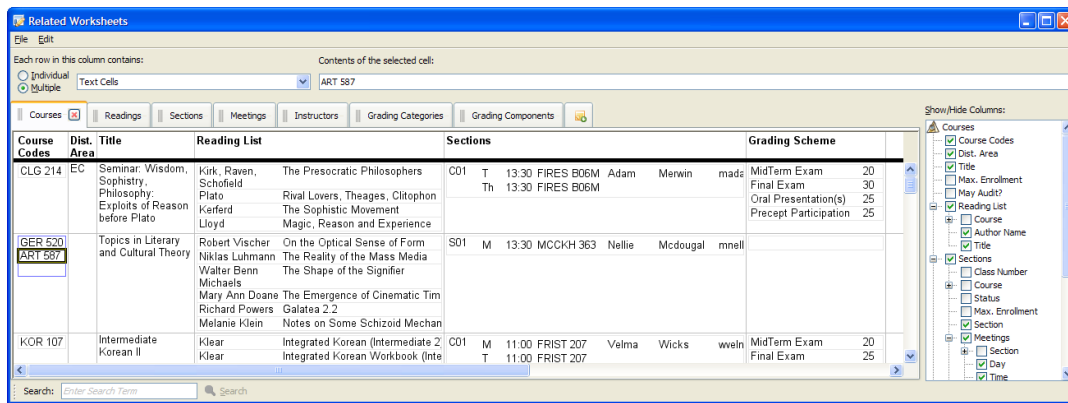 Related Worksheets
File Edit
Each row in this column contains:
Contents of the selected cell:
Individual
Multiple
Text Cells
ART 587
Courses Readings Sections Meetings Instructors Grading Categories Grading Components
Show/Hide Columns:
Course Codes Dist. Area Title Reading List Sections Grading Scheme
CLG 214 EC Seminar: Wisdom, Kirk, Raven, The Presocratic Philosophers C01 T 13:30 FIRES B06M Adam Merwin mada MidTerm Exam 20
Sophistry, Schofield Th 13:30 FIRES B06M Final Exam 30
Philosophy: Plato Rival Lovers, Theages, Clitophon Oral Presentation(s) 25
Exploits of Reason Kerferd The Sophistic Movement Precept Participation 25
before Plato Lloyd Magic, Reason and Experience
GER 520 Topics in Literary Robert Vischer On the Optical Sense of Form S01 M 13:30 MCCKH 363 Nellie Mcdougal mnell
ART 587 and Cultural Theory Niklas Luhmann The Reality of the Mass Media
Walter Benn The Shape of the Signifier
Michaels
Mary Ann Doane The Emergence of Cinematic Tim
Richard Powers Galatea 2.2
Melanie Klein Notes on Some Schizoid Mechan
KOR 107 Intermediate Klear Integrated Korean (Intermediate 2) C01 M 11:00 FRIST 207 Velma Wicks wweln MidTerm Exam 20
Korean II Klear Integrated Korean Workbook (Inte T 11:00 FRIST 207 Final Exam 25
Courses
Course Codes
Dist. Area
Title
Max. Enrollment
May Audit?
Reading List
Course
Author Name
Title
Sections
Class Number
Course
Status
Max. Enrollment
Section
Meetings
Section
Day
Time
Search: Enter Search Term Search